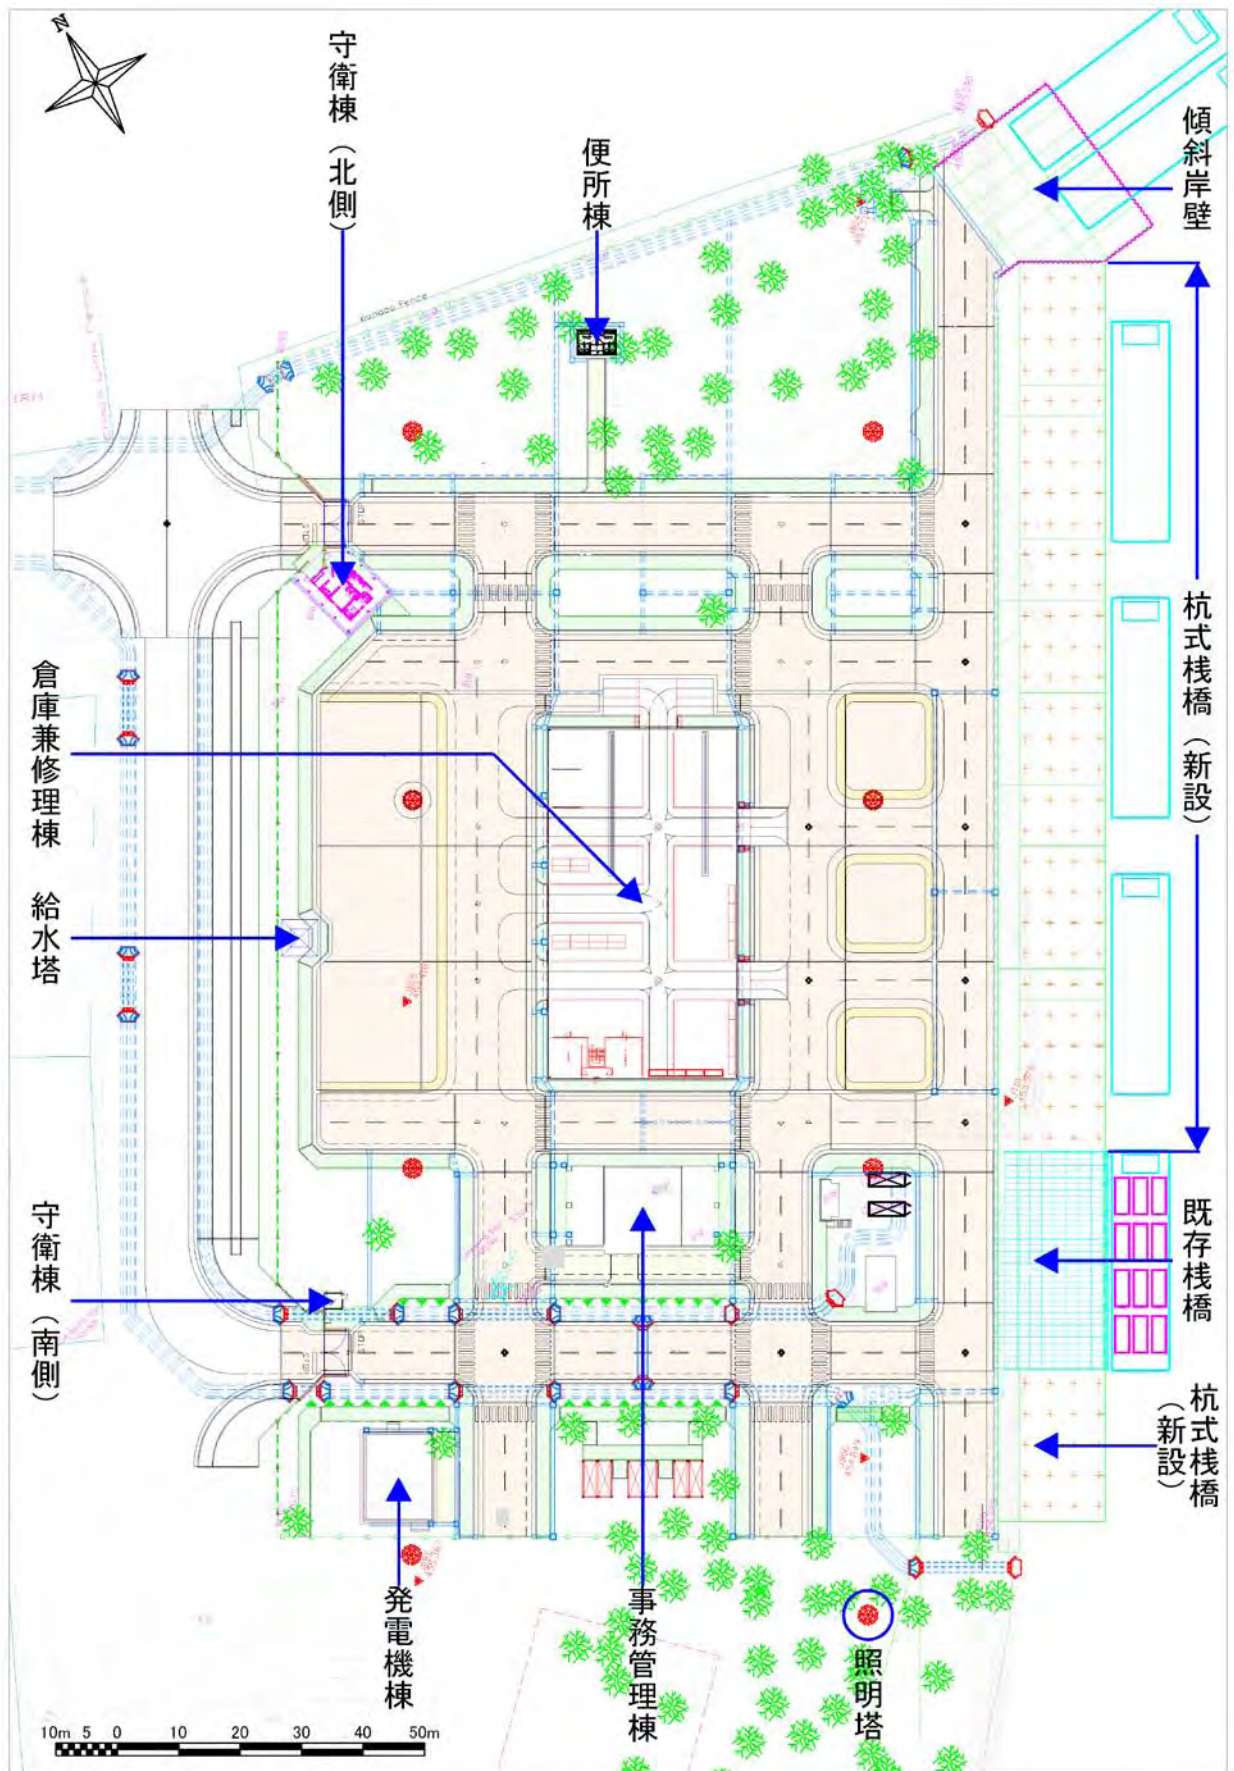 N
守衛棟（北側）
便所棟
傾斜岸壁
杭式桟橋（新設）
倉庫兼修理棟
給水塔
守衛棟（南側）
既存桟橋
杭式桟橋
（新設）
発電機棟
事務管理棟
照明塔
10m 5 0 10 20 30 40 50m